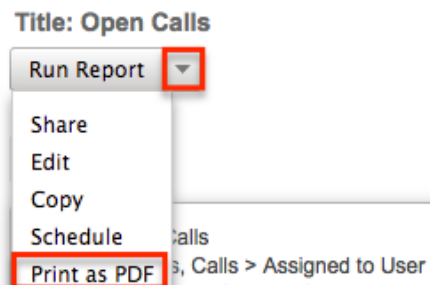 Title: Open Calls
Run Report
Share
Edit
Copy
Schedule
Calls
Print as PDF
s, Calls > Assigned to User